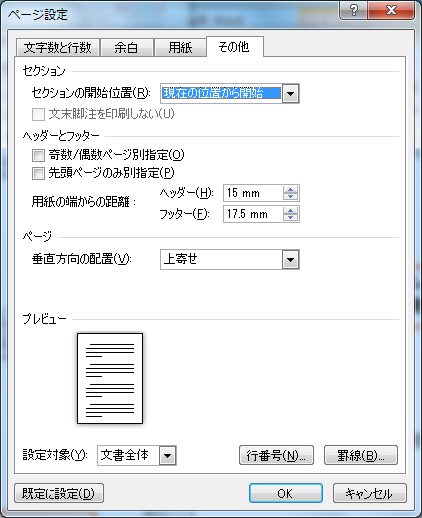 ページ設定
文字数と行数 余白 用紙 その他
セクション
セクションの開始位置(R): 現在の位置から開始
文末脚注を印刷しない(U)
ヘッダーとフッター
奇数/偶数ページ別指定(O)
先頭ページのみ別指定(P)
用紙の端からの距離: ヘッダー(H): 15 mm
フッター(F): 17.5 mm
ページ
垂直方向の配置(V): 上寄せ
プレビュー
設定対象(Y): 文書全体 行番号(N)... 罫線(B)...
既定に設定(D) OK キャンセル